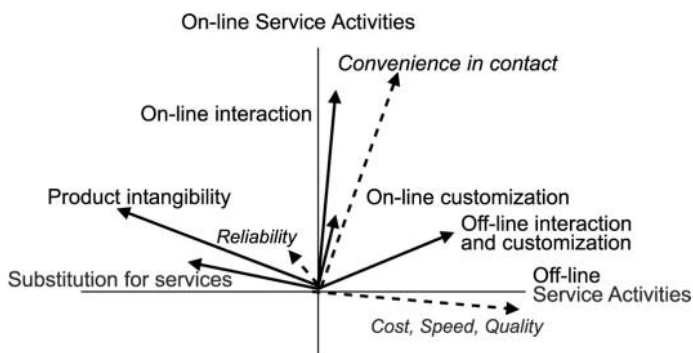 On-line Service Activities
Convenience in contact
On-line interaction
Product intangibility
On-line customization
Reliability
Off-line interaction
and customization
Substitution for services
Off-line
Service Activities
Cost, Speed, Quality